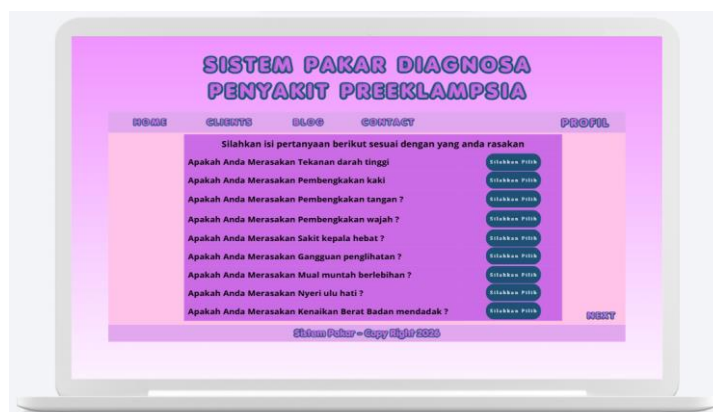 SISTEM PAKAR DIAGNOSA
PENYAKIT PREEKLAMPSIA
HOME CLIENTS BLOG CONTACT PROFIL
Silahkan isi pertanyaan berikut sesuai dengan yang anda rasakan
Apakah Anda Merasakan Tekanan darah tinggi Silahkan Pilih
Apakah Anda Merasakan Pembengkakan kaki Silahkan Pilih
Apakah Anda Merasakan Pembengkakan tangan ? Silahkan Pilih
Apakah Anda Merasakan Pembengkakan wajah ? Silahkan Pilih
Apakah Anda Merasakan Sakit kepala hebat ? Silahkan Pilih
Apakah Anda Merasakan Gangguan penglihatan ? Silahkan Pilih
Apakah Anda Merasakan Mual muntah berlebihan ? Silahkan Pilih
Apakah Anda Merasakan Nyeri ulu hati ? Silahkan Pilih
Apakah Anda Merasakan Kenaikan Berat Badan mendadak ? Silahkan Pilih
NEXT
Sistem Pakar - Copy Right 2026